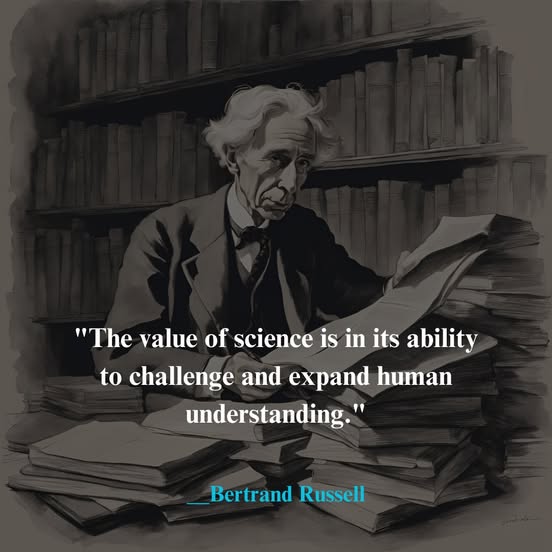 "The value of science is in its ability
to challenge and expand human
understanding."
__Bertrand Russell